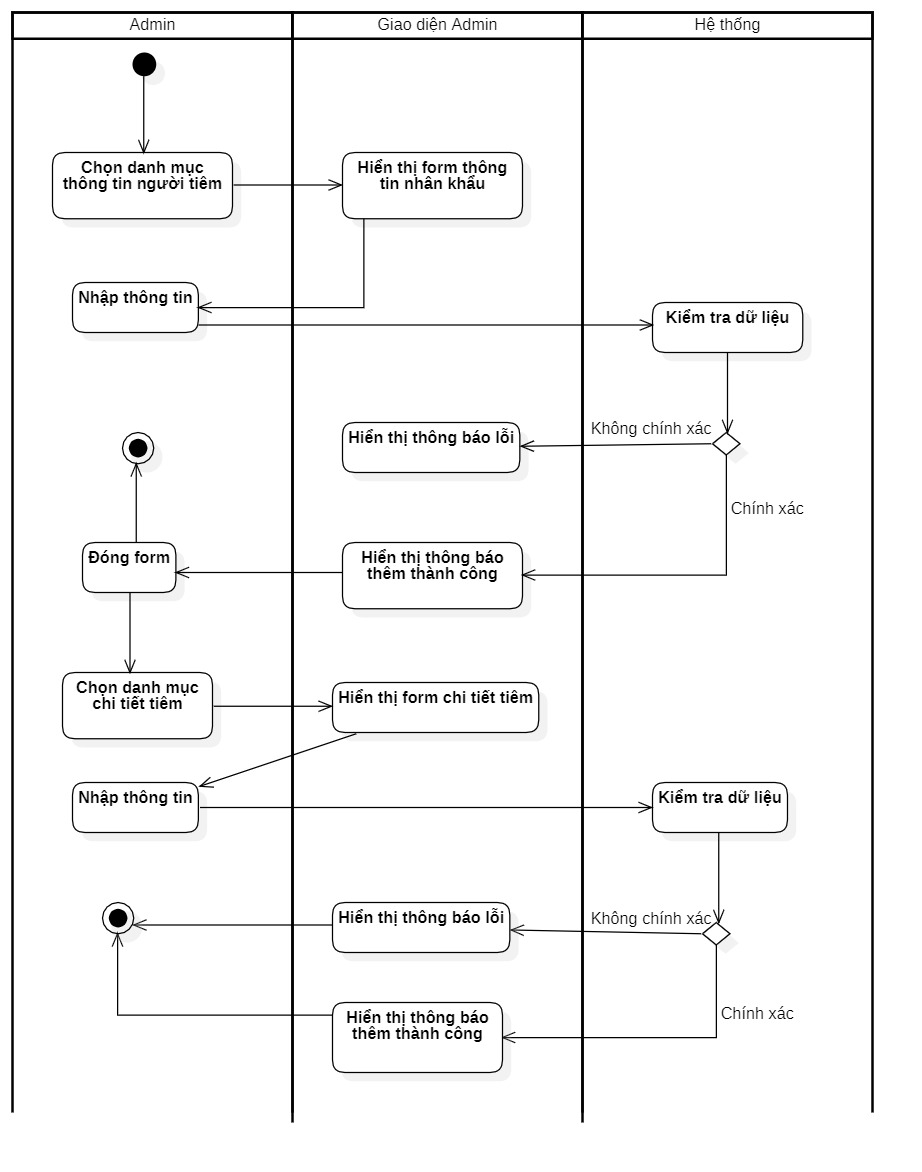 Admin
Giao diện Admin
Hệ thống
Chọn danh mục
thông tin người tiêm
Hiển thị form thông
tin nhân khẩu
Nhập thông tin
Kiểm tra dữ liệu
Không chính xác
Hiển thị thông báo lỗi
Chính xác
Đóng form
Hiển thị thông báo
thêm thành công
Chọn danh mục
chi tiết tiêm
Hiển thị form chi tiết tiêm
Nhập thông tin
Kiểm tra dữ liệu
Hiển thị thông báo lỗi
Không chính xác
Chính xác
Hiển thị thông báo
thêm thành công